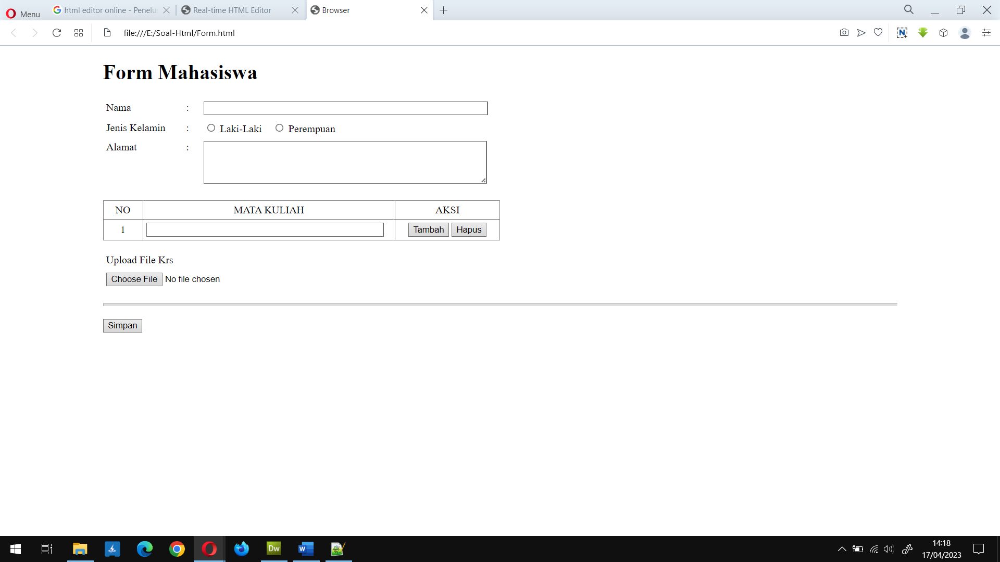 Menu
html editor online - Penelu
Real-time HTML Editor
Browser
file:///E:/Soal-Html/Form.html
Form Mahasiswa
Nama :
Jenis Kelamin : Laki-Laki Perempuan
Alamat :
NO MATA KULIAH AKSI
1 Tambah Hapus
Upload File Krs
Choose File No file chosen
Simpan
Dw
W
14:18
17/04/2023